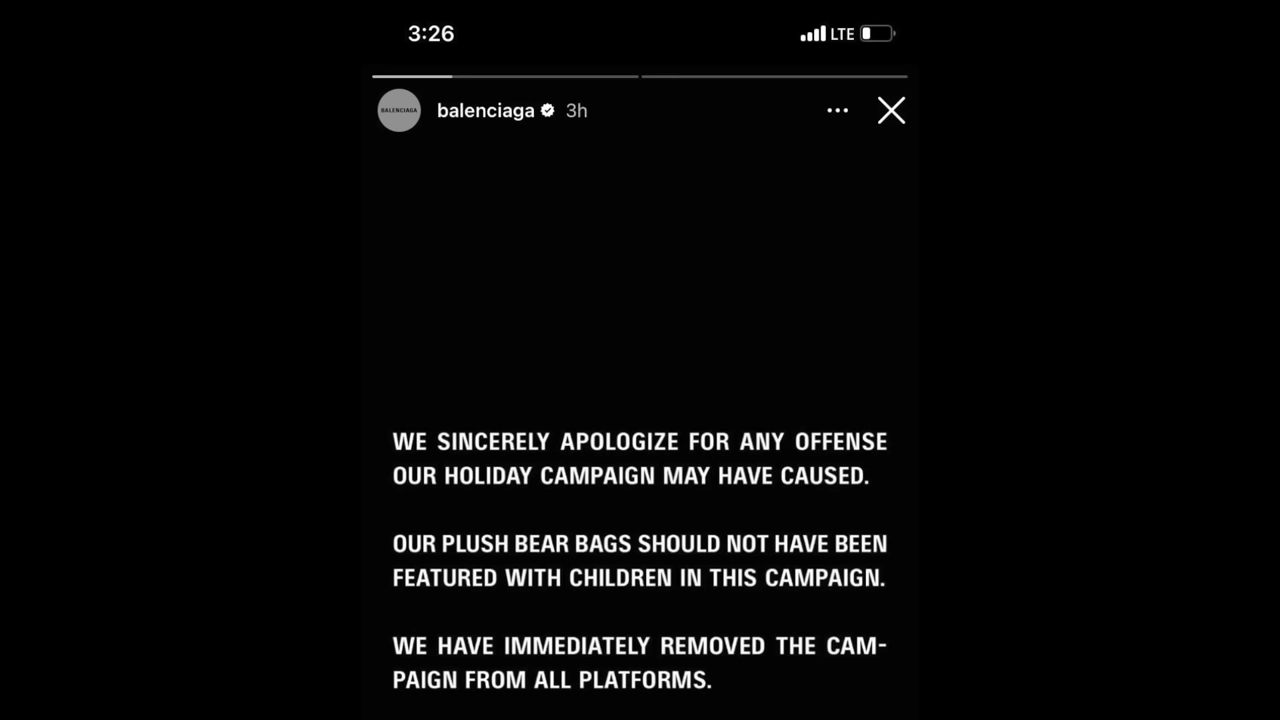 3:26 LTE
BALENCIAGA balenciaga 3h
WE SINCERELY APOLOGIZE FOR ANY OFFENSE
OUR HOLIDAY CAMPAIGN MAY HAVE CAUSED.
OUR PLUSH BEAR BAGS SHOULD NOT HAVE BEEN
FEATURED WITH CHILDREN IN THIS CAMPAIGN.
WE HAVE IMMEDIATELY REMOVED THE CAM-
PAIGN FROM ALL PLATFORMS.